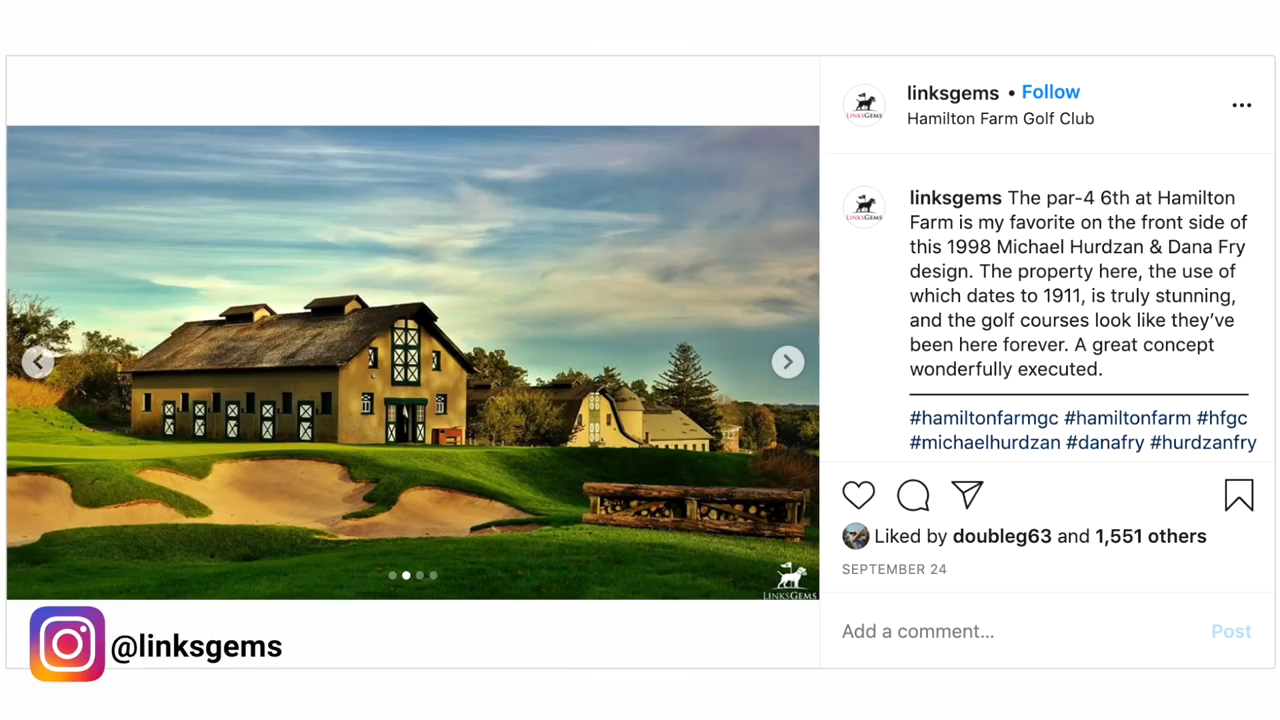 linksgems • Follow
Hamilton Farm Golf Club
LINKSGEMS
linksgems The par-4 6th at Hamilton
Farm is my favorite on the front side of
this 1998 Michael Hurdzan & Dana Fry
design. The property here, the use of
which dates to 1911, is truly stunning,
and the golf courses look like they’ve
been here forever. A great concept
wonderfully executed.
#hamiltonfarmgc #hamiltonfarm #hfgc
#michaelhurdzan #danafry #hurdzanfry
LINKSGEMS
Liked by doubleg63 and 1,551 others
SEPTEMBER 24
Add a comment... Post
LINKSGEMS
@linksgems